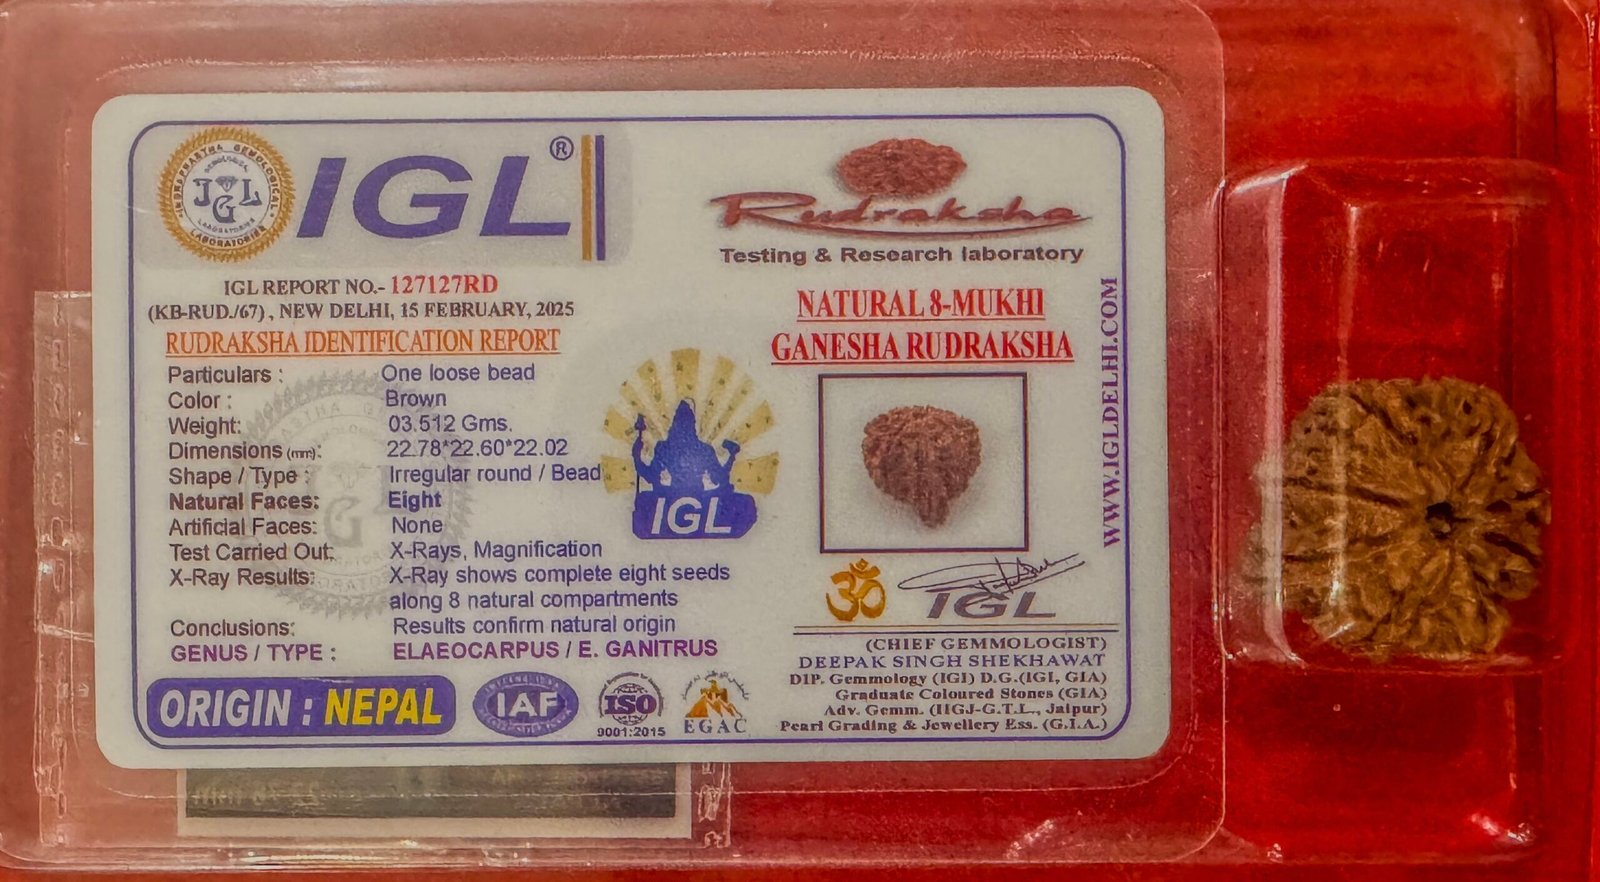 INDRAPRASTHA GEMOLOGICAL
LABORATORIES
IGL
IGL®
IGL REPORT NO.- 127127RD
(KB-RUD./67) , NEW DELHI, 15 FEBRUARY, 2025
RUDRAKSHA IDENTIFICATION REPORT
Particulars : One loose bead
Color : Brown
Weight: 03.512 Gms.
Dimensions (mm): 22.78*22.60*22.02
Shape / Type : Irregular round / Bead
Natural Faces: Eight
Artificial Faces: None
Test Carried Out: X-Rays, Magnification
X-Ray Results: X-Ray shows complete eight seeds
along 8 natural compartments
Conclusions: Results confirm natural origin
GENUS / TYPE : ELAEOCARPUS / E. GANITRUS
ORIGIN : NEPAL
IAF
ISO
9001:2015
EGAC
IGL
Rudraksha
Testing & Research laboratory
NATURAL 8-MUKHI
GANESHA RUDRAKSHA
WWW.IGLDELHI.COM
ॐ
IGL
(CHIEF GEMMOLOGIST)
DEEPAK SINGH SHEKHAWAT
DIP. Gemmology (IGI) D.G.(IGI, GIA)
Graduate Coloured Stones (GIA)
Adv. Gemm. (IIGJ-G.T.L., Jaipur)
Pearl Grading & Jewellery Ess. (G.I.A.)